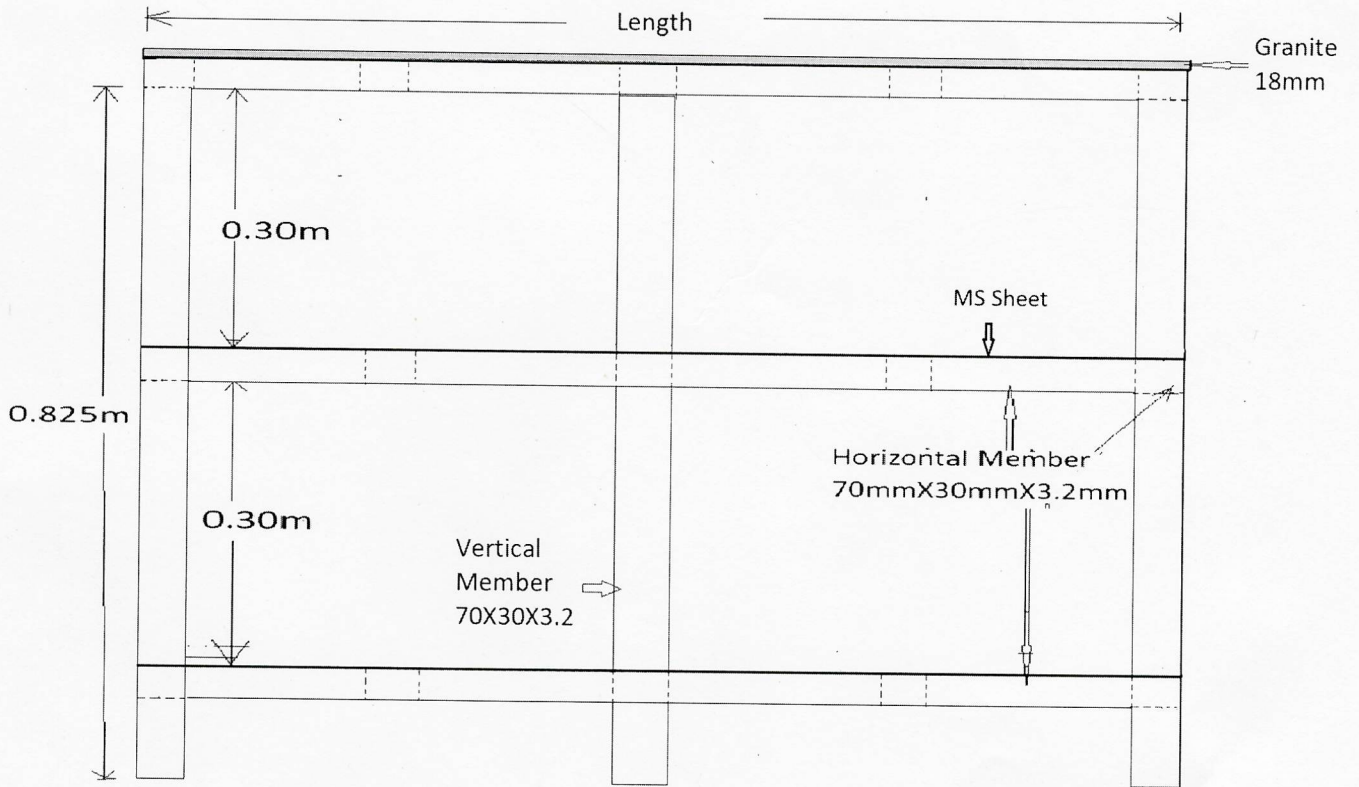 Length
Granite
18mm
0.30m
MS Sheet
0.825m
Horizontal Member
70mmX30mmX3.2mm
0.30m
Vertical
Member
70X30X3.2